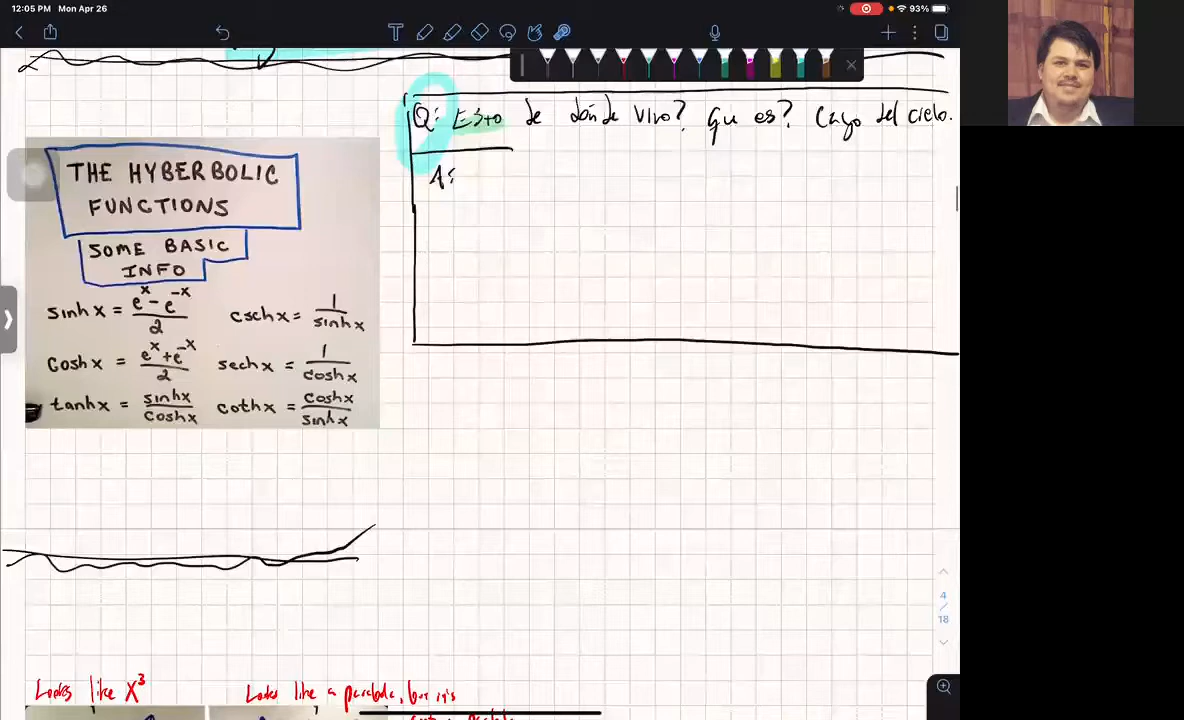 12:05 PM Mon Apr 26
93%
Q: Esto de dónde vivo? que es? Cayo del cielo.
A:
THE HYBERBOLIC
FUNCTIONS
SOME BASIC
INFO
sinh x = e^x - e^-x / 2
csch x = 1 / sinh x
cosh x = e^x + e^-x / 2
sech x = 1 / cosh x
tanh x = sinh x / cosh x
coth x = cosh x / sinh x
4
/
18
Looks like x^3
Looks like a parabola, but it's